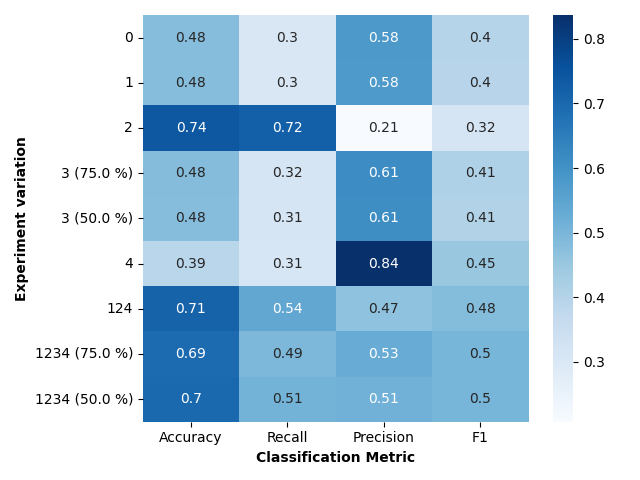 0 0.48 0.3 0.58 0.4
1 0.48 0.3 0.58 0.4
2 0.74 0.72 0.21 0.32
3 (75.0 %) 0.48 0.32 0.61 0.41
3 (50.0 %) 0.48 0.31 0.61 0.41
4 0.39 0.31 0.84 0.45
124 0.71 0.54 0.47 0.48
1234 (75.0 %) 0.69 0.49 0.53 0.5
1234 (50.0 %) 0.7 0.51 0.51 0.5
Accuracy Recall Precision F1
Classification Metric
Experiment variation
0.8
0.7
0.6
0.5
0.4
0.3